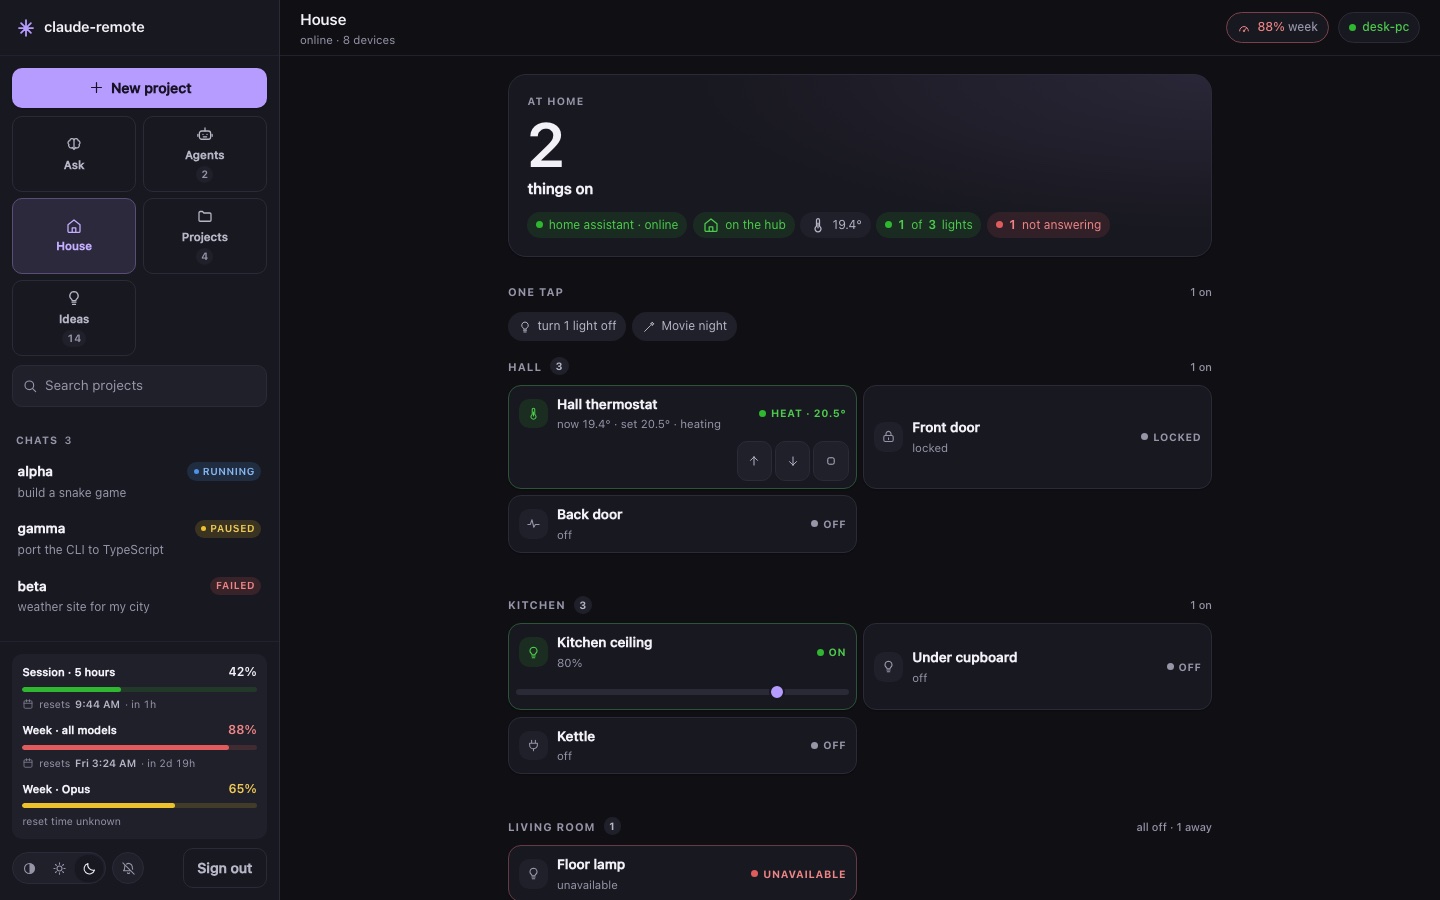 claude-remote
New project
Ask
Agents
2
House
Projects
4
Ideas
14
Search projects
CHATS 3
alpha
RUNNING
build a snake game
gamma
PAUSED
port the CLI to TypeScript
beta
FAILED
weather site for my city
Session · 5 hours
42%
resets 9:44 AM · in 1h
Week · all models
88%
resets Fri 3:24 AM · in 2d 19h
Week · Opus
65%
reset time unknown
Sign out
House
online · 8 devices
88% week
desk-pc
AT HOME
2
things on
home assistant · online
on the hub
19.4°
1 of 3 lights
1 not answering
ONE TAP
1 on
turn 1 light off
Movie night
HALL 3
1 on
Hall thermostat
now 19.4° · set 20.5° · heating
HEAT · 20.5°
Front door
locked
LOCKED
Back door
off
OFF
KITCHEN 3
1 on
Kitchen ceiling
80%
ON
Under cupboard
off
OFF
Kettle
off
OFF
LIVING ROOM 1
all off · 1 away
Floor lamp
unavailable
UNAVAILABLE